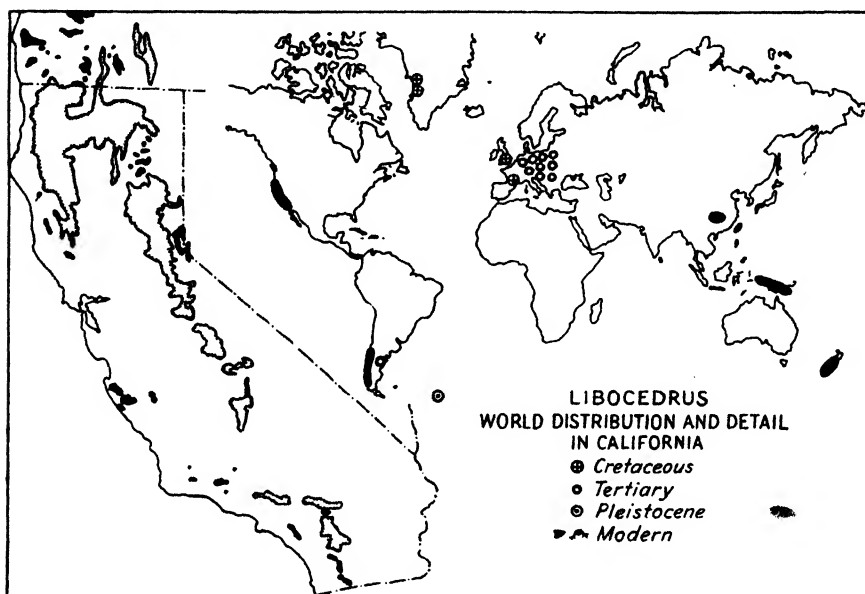 LIBOCEDRUS
WORLD DISTRIBUTION AND DETAIL
IN CALIFORNIA
Cretaceous
Tertiary
Pleistocene
Modern